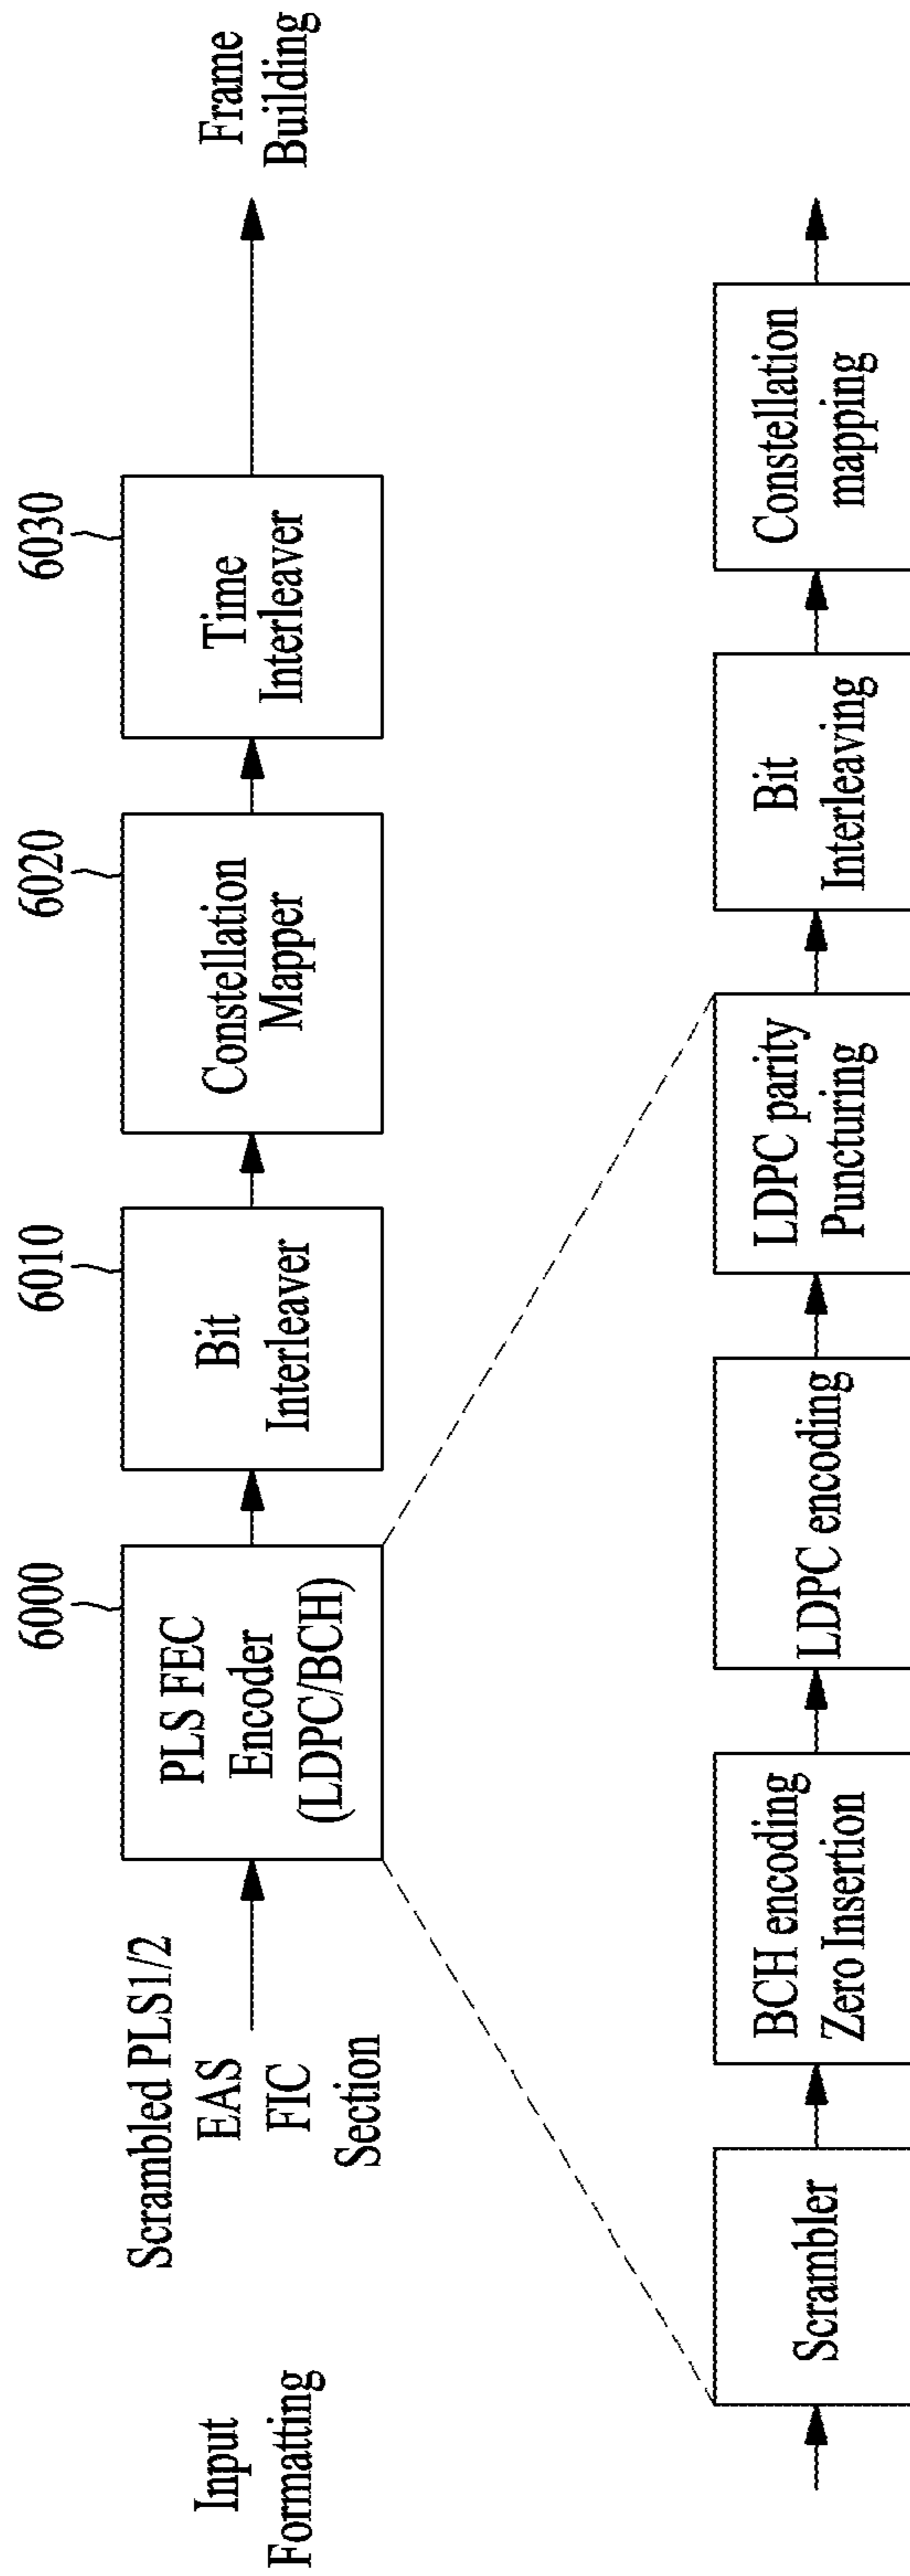 Input
Formatting
Scrambled PLS1/2
EAS
FIC
Section
6000
PLS FEC
Encoder
(LDPC/BCH)
6010
Bit
Interleaver
6020
Constellation
Mapper
6030
Time
Interleaver
Frame
Building
Scrambler
BCH encoding
Zero Insertion
LDPC encoding
LDPC parity
Puncturing
Bit
Interleaving
Constellation
mapping